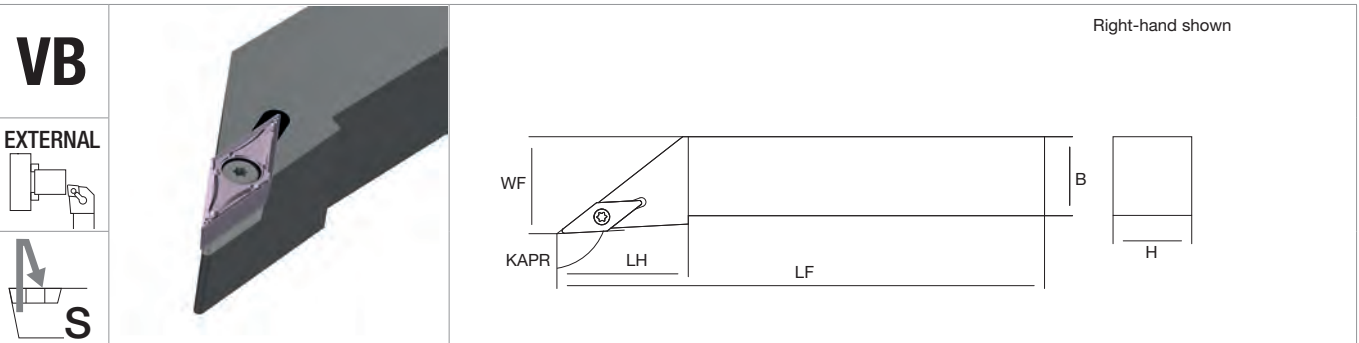 VB
EXTERNAL
S
Right-hand shown
WF
B
KAPR
LH
LF
H